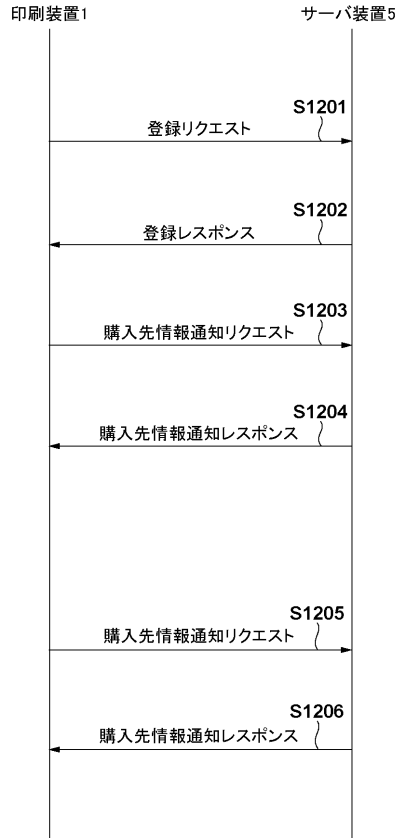 印刷装置1
サーバ装置5
S1201
登録リクエスト
S1202
登録レスポンス
S1203
購入先情報通知リクエスト
S1204
購入先情報通知レスポンス
S1205
購入先情報通知リクエスト
S1206
購入先情報通知レスポンス